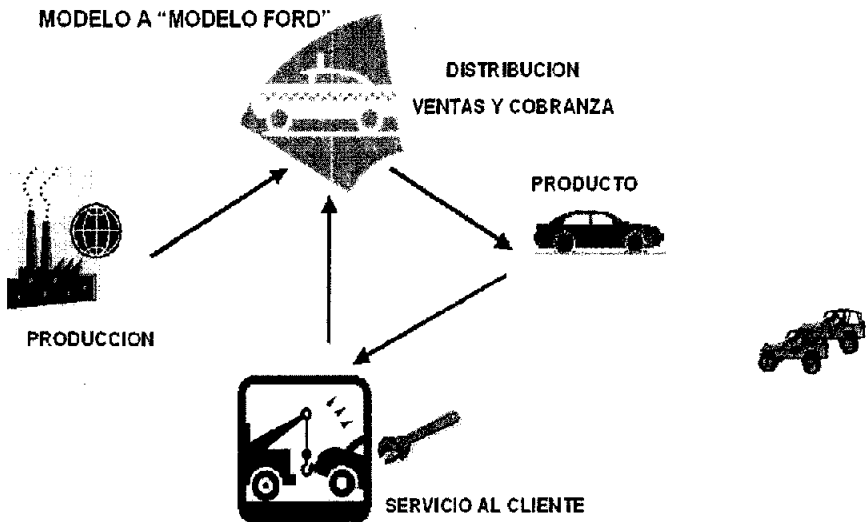 MODELO A "MODELO FORD"
DISTRIBUCION
VENTAS Y COBRANZA
PRODUCTO
PRODUCCION
SERVICIO AL CLIENTE